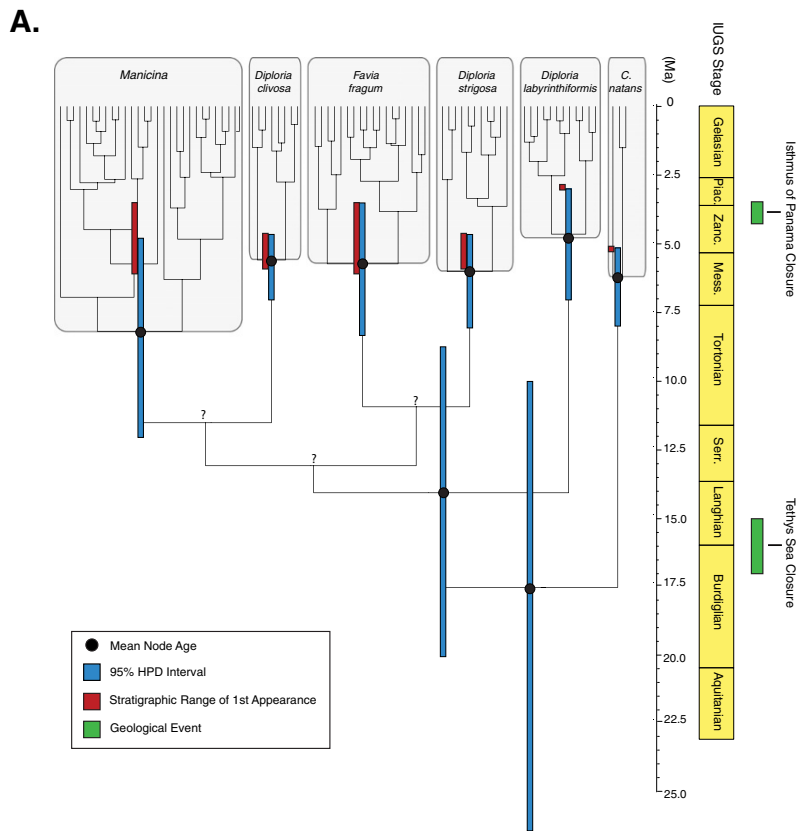 A.
Manicina
Diploria
clivosa
Favia
fragum
Diploria
strigosa
Diploria
labyrinthiformis
C.
natans
(Ma)
IUGS Stage
0
2.5
5.0
7.5
10.0
12.5
15.0
17.5
20.0
22.5
25.0
Gelasian
Piac.
Zanc.
Mess.
Tortonian
Serr.
Langhian
Burdiglian
Aquitanian
Isthmus of Panama Closure
Tethys Sea Closure
?
?
?
Mean Node Age
95% HPD Interval
Stratigraphic Range of 1st Appearance
Geological Event